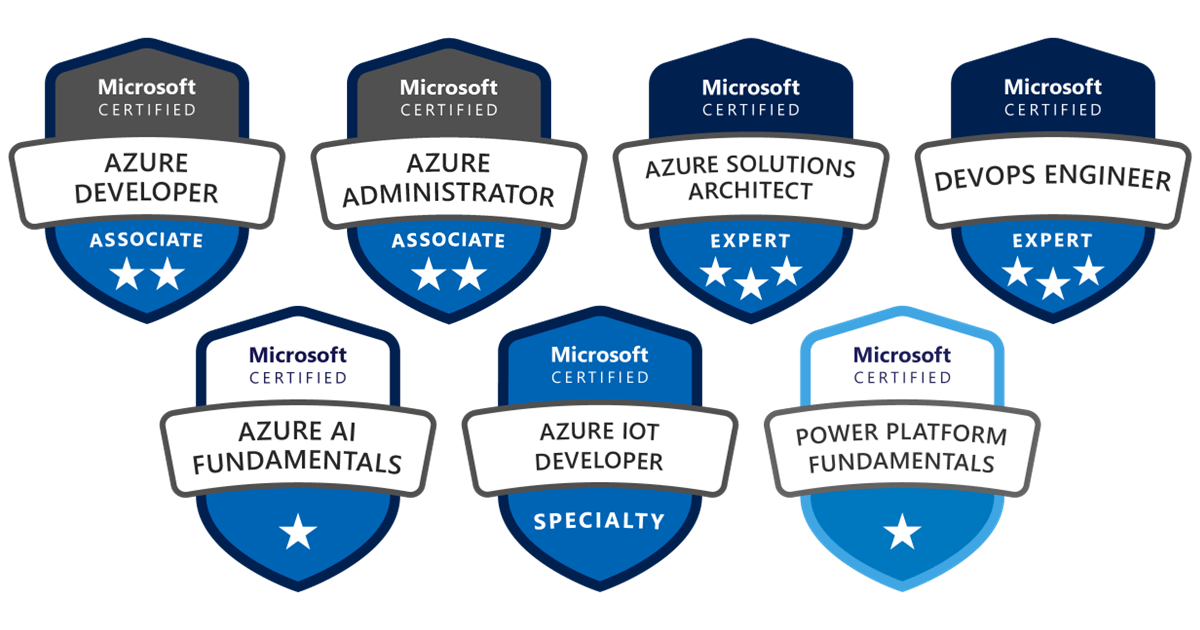 Microsoft
CERTIFIED
AZURE
DEVELOPER
ASSOCIATE
Microsoft
CERTIFIED
AZURE
ADMINISTRATOR
ASSOCIATE
Microsoft
CERTIFIED
AZURE SOLUTIONS
ARCHITECT
EXPERT
Microsoft
CERTIFIED
DEVOPS ENGINEER
EXPERT
Microsoft
CERTIFIED
AZURE AI
FUNDAMENTALS
Microsoft
CERTIFIED
AZURE IOT
DEVELOPER
SPECIALTY
Microsoft
CERTIFIED
POWER PLATFORM
FUNDAMENTALS